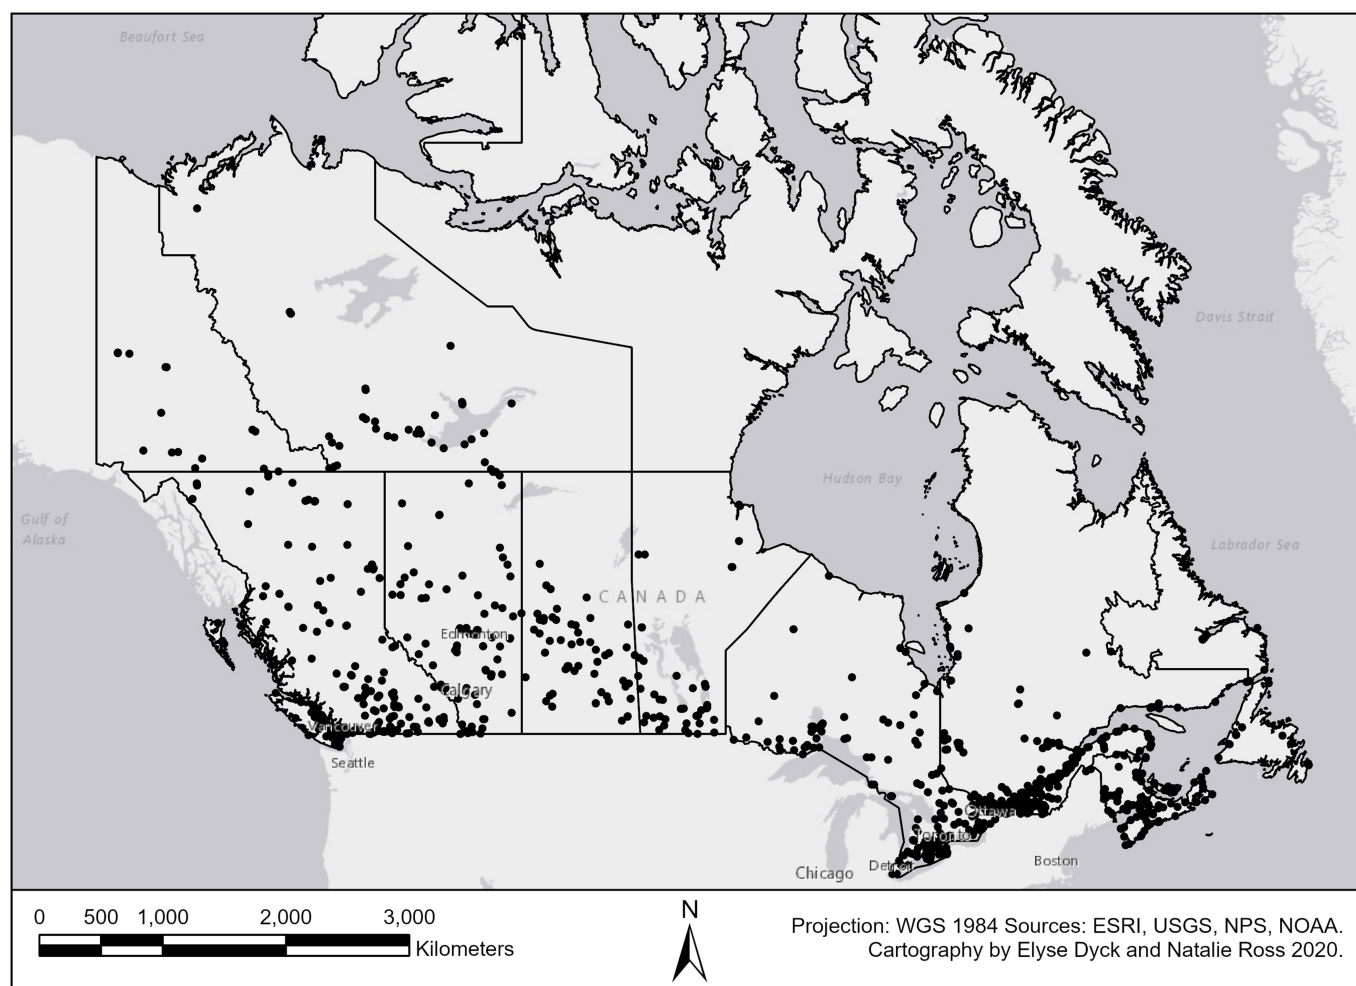 Beaufort Sea
Davis Strait
Hudson Bay
Gulf of
Alaska
Labrador Sea
CANADA
Edmonton
Calgary
Vancouver
Seattle
Ottawa
Toronto
Detroit
Boston
Chicago
0 500 1,000 2,000 3,000
Kilometers
N
Projection: WGS 1984 Sources: ESRI, USGS, NPS, NOAA.
Cartography by Elyse Dyck and Natalie Ross 2020.